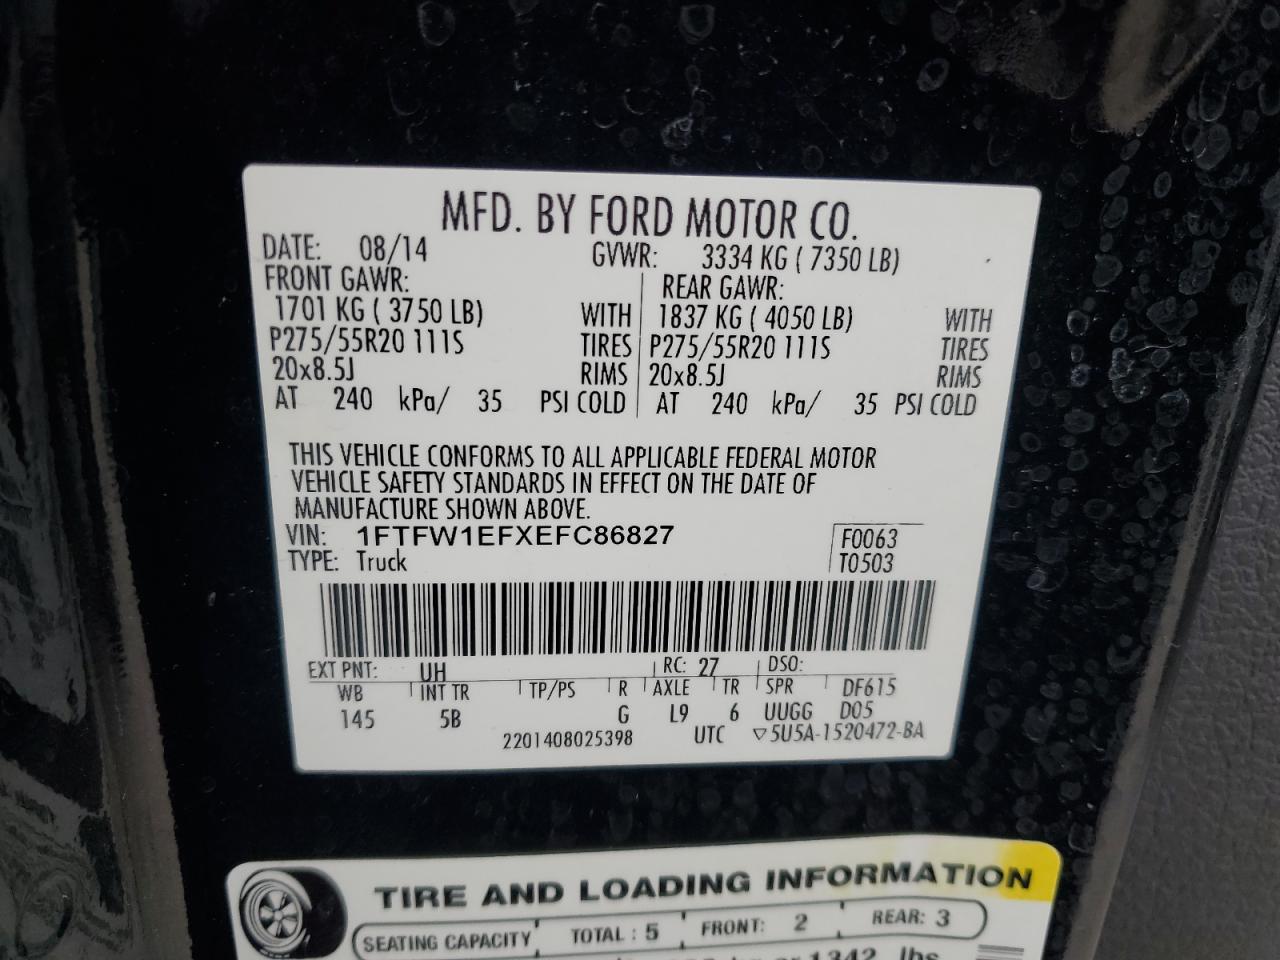 MFD. BY FORD MOTOR CO.
DATE: 08/14 GVWR: 3334 KG ( 7350 LB)
FRONT GAWR: REAR GAWR:
1701 KG ( 3750 LB) WITH 1837 KG ( 4050 LB) WITH
P275/55R20 111S TIRES P275/55R20 111S TIRES
20x8.5J RIMS 20x8.5J RIMS
AT 240 kPa/ 35 PSI COLD AT 240 kPa/ 35 PSI COLD
THIS VEHICLE CONFORMS TO ALL APPLICABLE FEDERAL MOTOR
VEHICLE SAFETY STANDARDS IN EFFECT ON THE DATE OF
MANUFACTURE SHOWN ABOVE.
VIN: 1FTFW1EFXEFC86827 F0063
TYPE: Truck T0503
EXT PNT: UH RC: 27 DSO:
WB INT TR TP/PS R AXLE TR SPR DF615
145 5B G L9 6 UUGG D05
2201408025398 UTC ▽5U5A-1520472-BA
TIRE AND LOADING INFORMATION
SEATING CAPACITY TOTAL : 5 FRONT: 2 REAR: 3
1342 lbs